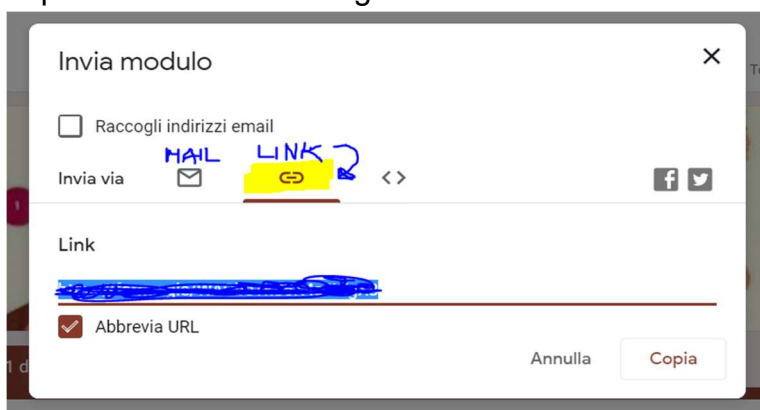 Invia modulo
Raccogli indirizzi email
MAIL LINK
Invia via
Link
Abbrevia URL
Annulla Copia